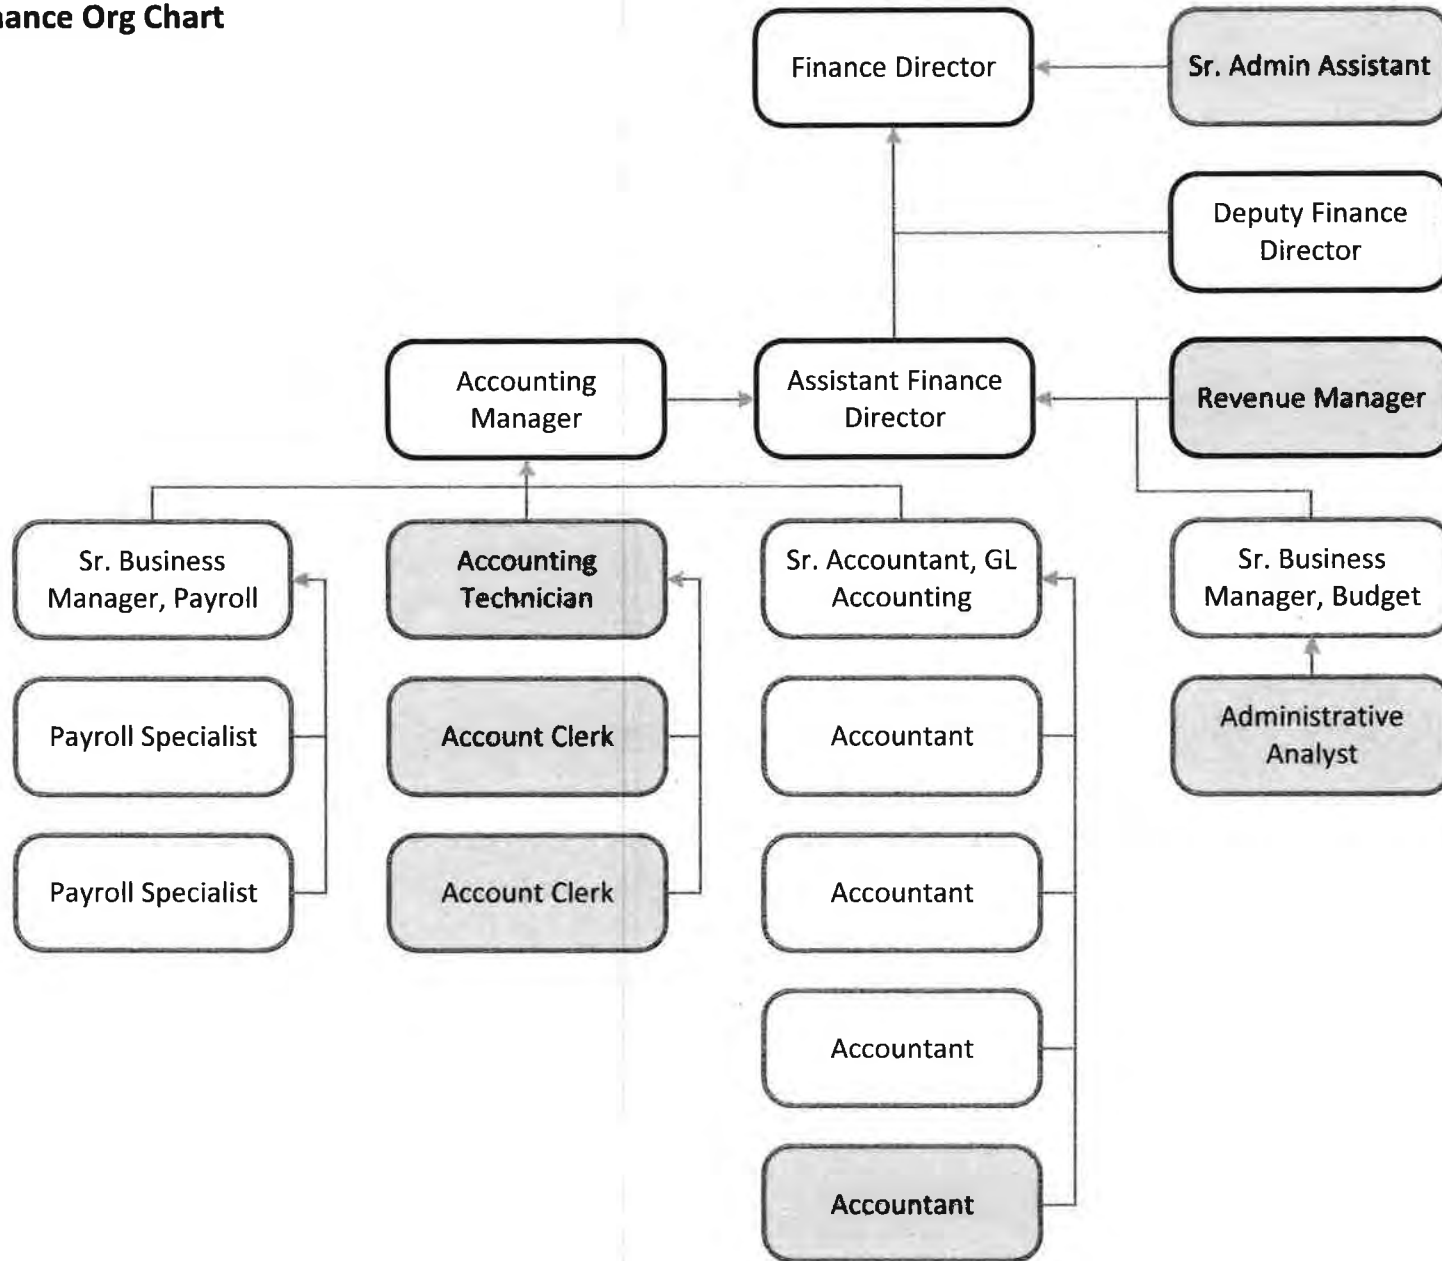 nance Org Chart
Finance Director
Sr. Admin Assistant
Deputy Finance
Director
Accounting
Manager
Assistant Finance
Director
Revenue Manager
Sr. Business
Manager, Payroll
Accounting
Technician
Sr. Accountant, GL
Accounting
Sr. Business
Manager, Budget
Payroll Specialist
Account Clerk
Accountant
Administrative
Analyst
Payroll Specialist
Account Clerk
Accountant
Accountant
Accountant